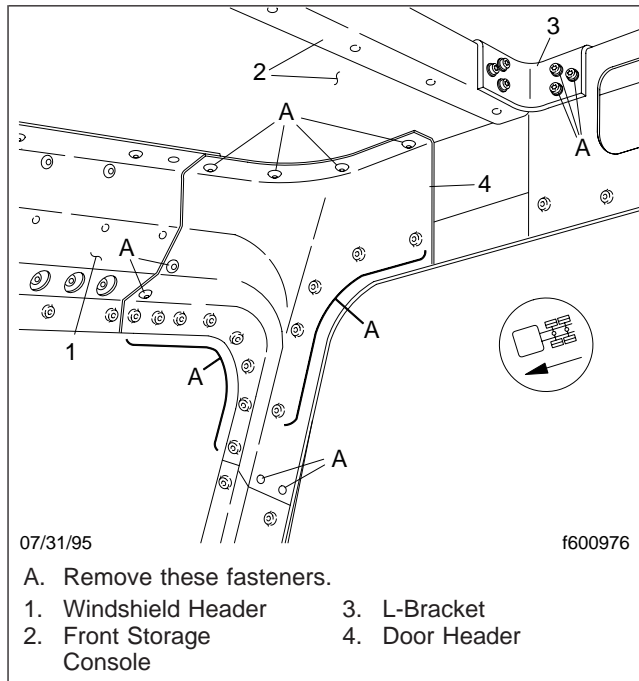 3
2
A
A
4
A
A
1
A
A
07/31/95
f600976
A. Remove these fasteners.
1. Windshield Header
3. L-Bracket
2. Front Storage
Console
4. Door Header